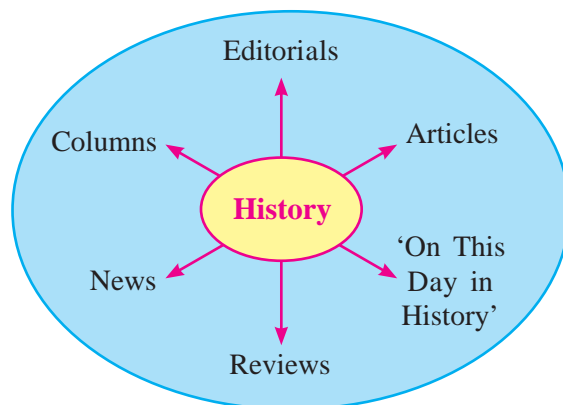 Editorials
Columns
Articles
History
News
‘On This
Day in
History’
Reviews